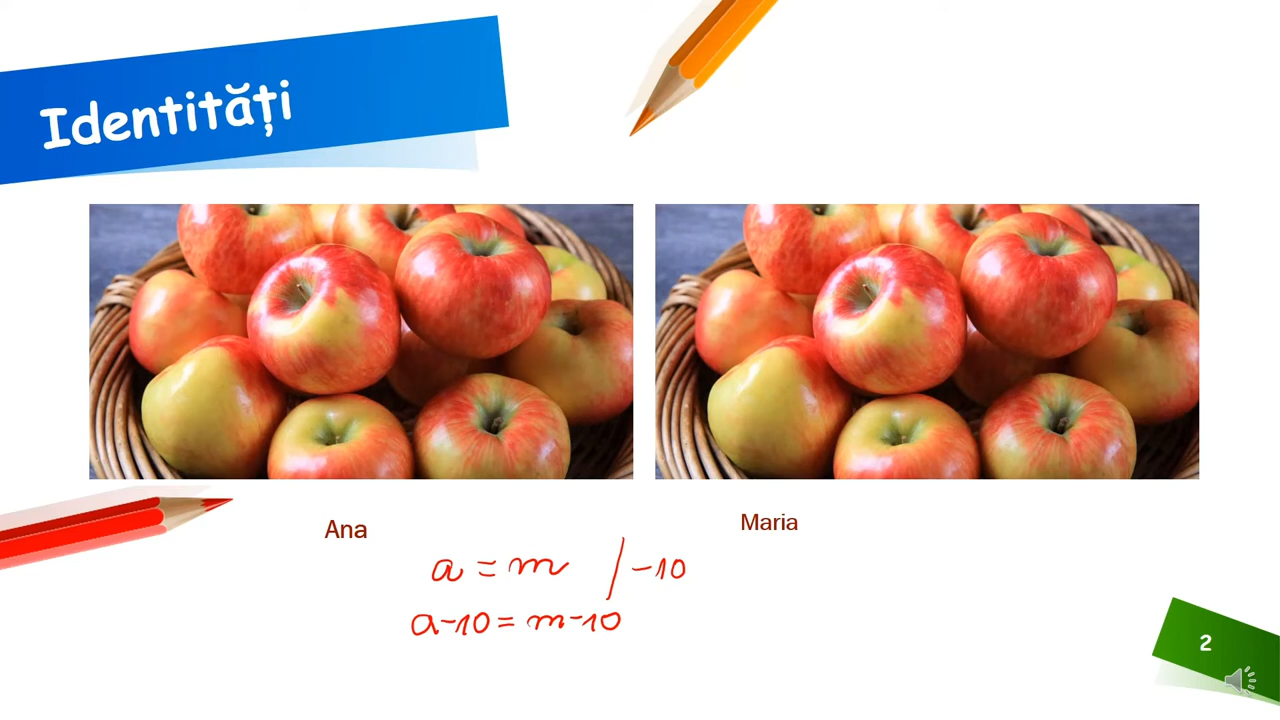 Identități
Ana
Maria
a = m /-10
a-10 = m-10
2